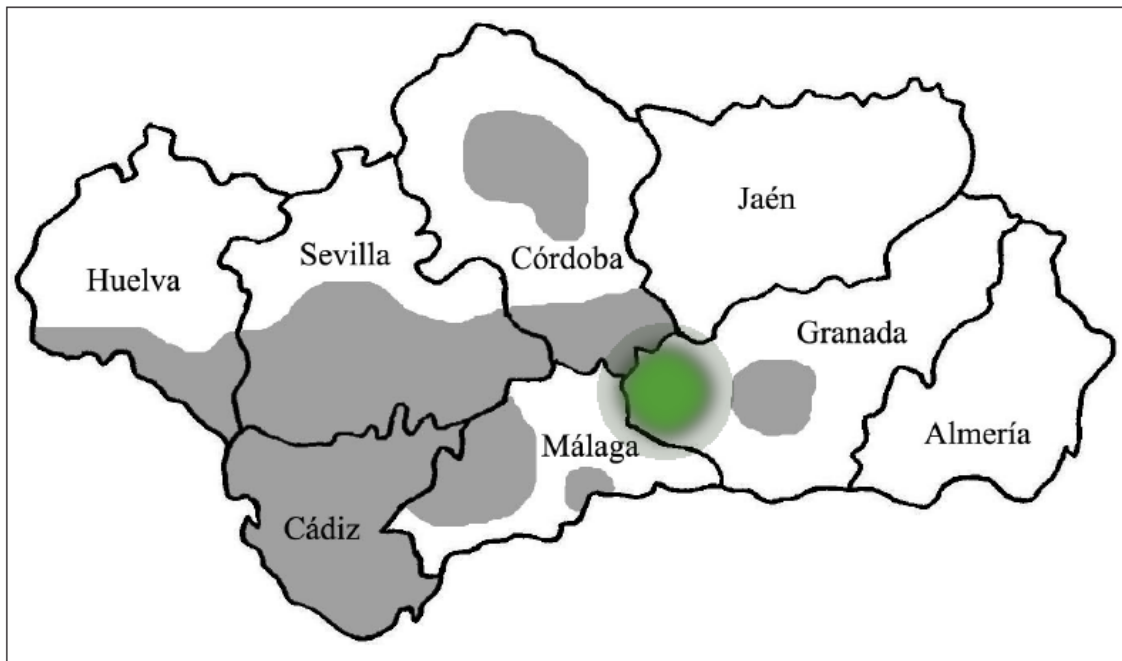 Jaén
Sevilla
Córdoba
Huelva
Granada
Almería
Málaga
Cádiz